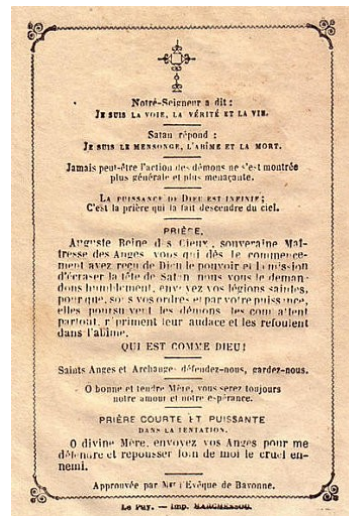 Notre-Seigneur a dit :
JE SUIS LA VOIE, LA VÉRITÉ ET LA VIE.
Satan répond :
JE SUIS LE MENSONGE, L'ABIME ET LA MORT.
Jamais peut-être l'action des démons ne s'est montrée
plus générale et plus menaçante.
LA PUISSANCE DE DIEU EST INFINIE;
C'est la prière qui la fait descendre du ciel.
PRIÈRE.
Auguste Reine des Cieux, souveraine Maî-
tresse des Anges, vous qui dès le commence-
ment avez reçu de Dieu le pouvoir et la mission
d'écraser la tête de Satan, nous vous le deman-
dons humblement, envoyez vos légions saintes,
pour que, sous vos ordres et par votre puissance,
elles poursuivent les démons, les combattent
partout, répriment leur audace et les refoulent
dans l'abîme.
QUI EST COMME DIEU!
Saints Anges et Archanges, défendez-nous, gardez-nous.
O bonne et tendre Mère, vous serez toujours
notre amour et notre espérance.
PRIÈRE COURTE ET PUISSANTE
DANS LA TENTATION.
O divine Mère, envoyez vos Anges pour me
défendre et repousser loin de moi le cruel en-
nemi.
Approuvée par Mgr l'Evêque de Bayonne.
Le Puy. — Imp. MARCHESSOU